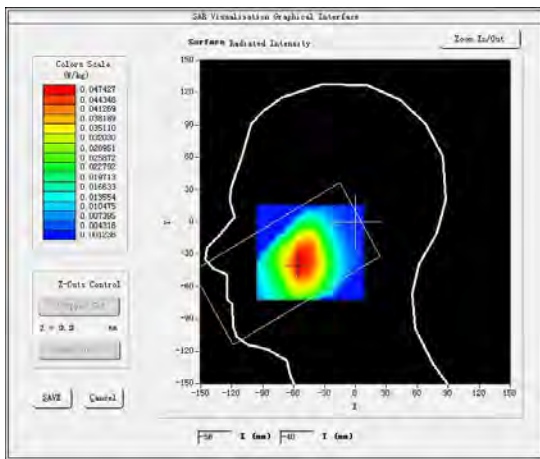 SAR Visualisation Graphical Interface
Surface Radiated Intensity
Zoom In/Out
Colors Scale
(W/kg)
0.047427
0.044348
0.041269
0.038189
0.035110
0.032030
0.028951
0.025872
0.022792
0.019713
0.016633
0.013554
0.010475
0.007395
0.004316
0.001236
150
120
90
60
30
0
-30
-60
-90
-120
-150
-150 -120 -90 -60 -30 0 30 60 90 120 150
Z-Cuts Control
mm
SAVE
Cancel
-56
(mm)
-40
Y (mm)